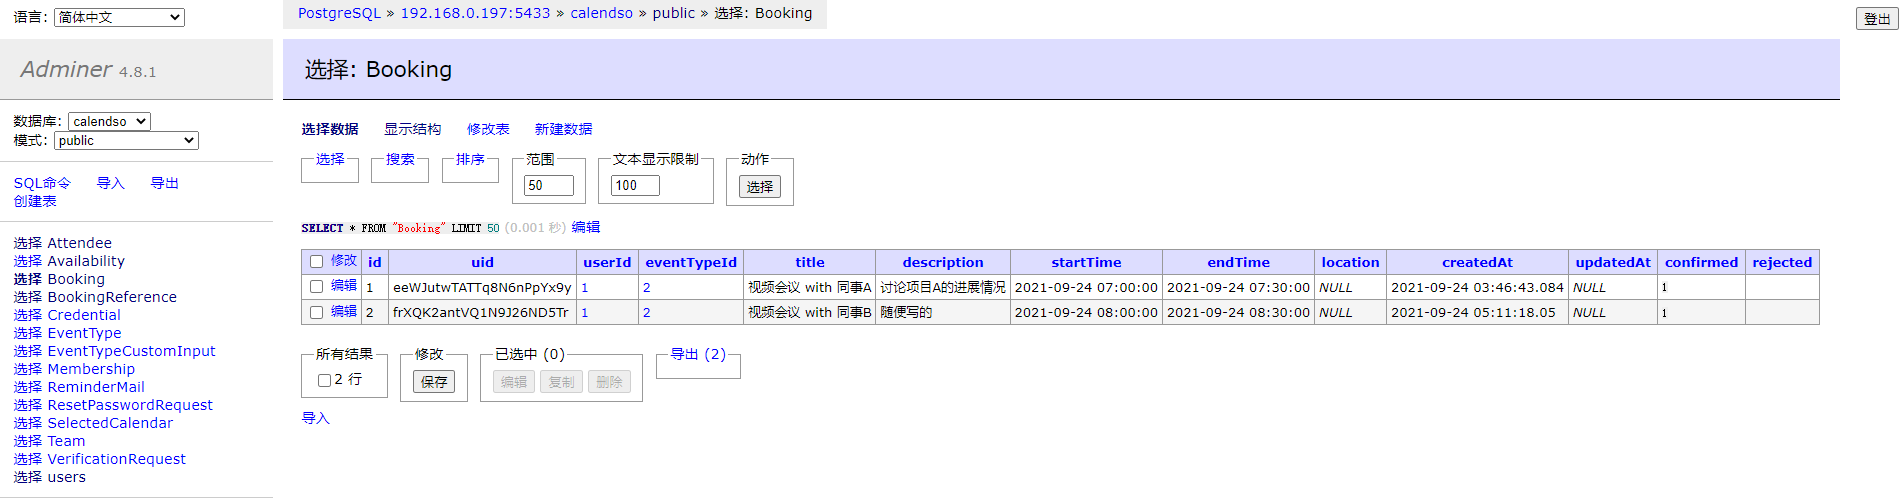 语言: 简体中文
PostgreSQL » 192.168.0.197:5433 » calendso » public » 选择: Booking
登出
Adminer 4.8.1
选择: Booking
数据库: calendso
模式: public
SQL命令 导入 导出
创建表
选择 Attendee
选择 Availability
选择 Booking
选择 BookingReference
选择 Credential
选择 EventType
选择 EventTypeCustomInput
选择 Membership
选择 ReminderMail
选择 ResetPasswordRequest
选择 SelectedCalendar
选择 Team
选择 VerificationRequest
选择 users
选择数据 显示结构 修改表 新建数据
选择 搜索 排序 范围 文本显示限制 动作
50 100 选择
SELECT * FROM "Booking" LIMIT 50 (0.001 秒) 编辑
修改 id uid userId eventTypeId title description startTime endTime location createdAt updatedAt confirmed rejected
编辑 1 eeWJutwTATTq8N6nPpYx9y 1 2 视频会议 with 同事A 讨论项目A的进展情况 2021-09-24 07:00:00 2021-09-24 07:30:00 NULL 2021-09-24 03:46:43.084 NULL 1
编辑 2 frXQK2antVQ1N9J26ND5Tr 1 2 视频会议 with 同事B 随便写的 2021-09-24 08:00:00 2021-09-24 08:30:00 NULL 2021-09-24 05:11:18.05 NULL 1
所有结果 修改 已选中 (0) 导出 (2)
2 行 保存 编辑 复制 删除
导入